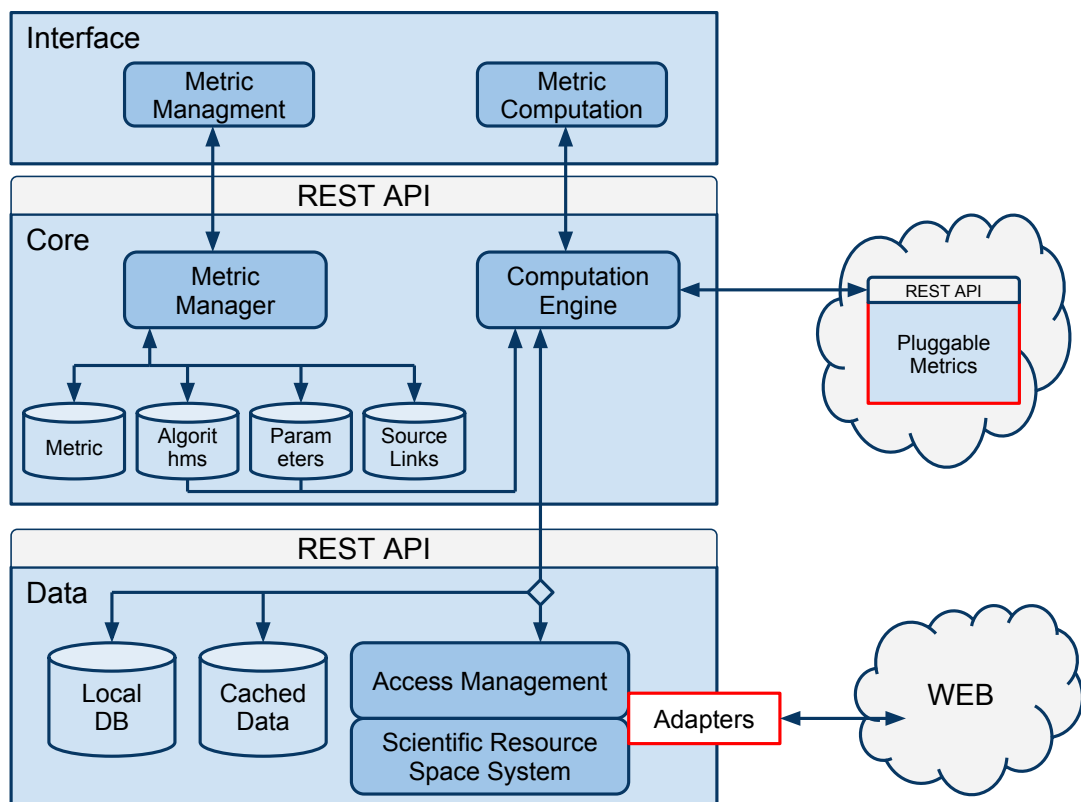 Interface
Metric
Managment
Metric
Computation
REST API
Core
Metric
Manager
Computation
Engine
REST API
Pluggable
Metrics
Metric
Algorit
hms
Param
eters
Source
Links
REST API
Data
Local
DB
Cached
Data
Access Management
Scientific Resource
Space System
Adapters
WEB